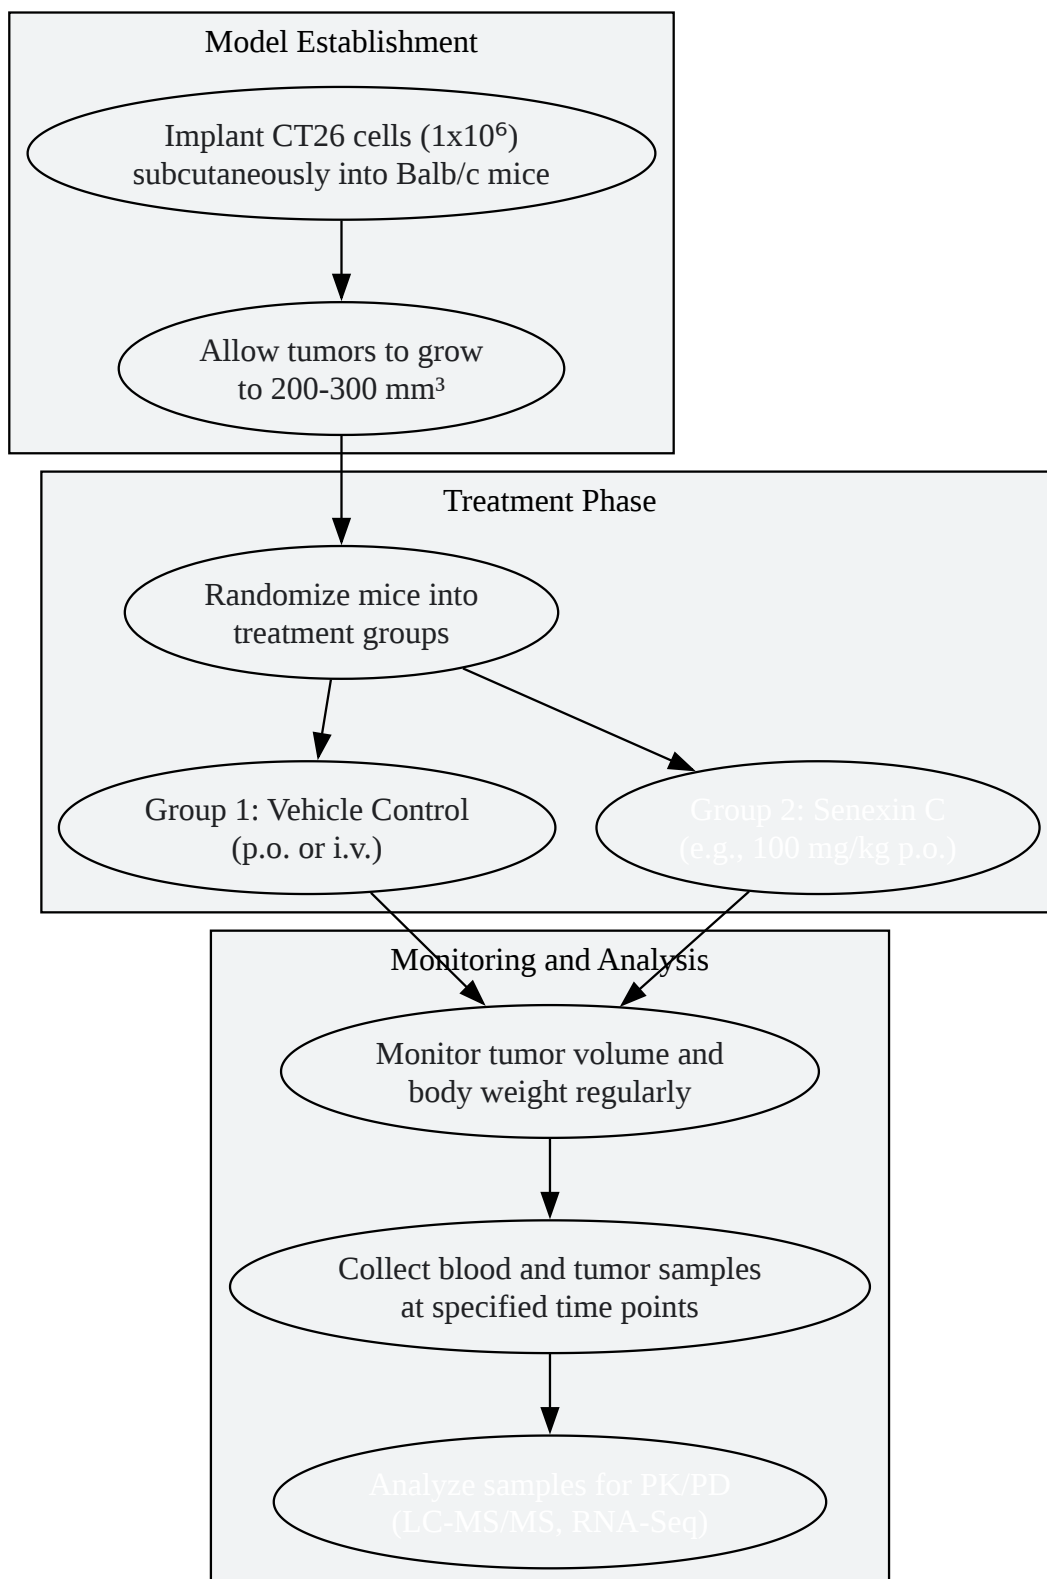 Model Establishment
Implant CT26 cells (1x10⁶)
subcutaneously into Balb/c mice
Allow tumors to grow
to 200-300 mm³
Treatment Phase
Randomize mice into
treatment groups
Group 1: Vehicle Control
(p.o. or i.v.)
Group 2: Senexin C
(e.g., 100 mg/kg p.o.)
Monitoring and Analysis
Monitor tumor volume and
body weight regularly
Collect blood and tumor samples
at specified time points
Analyze samples for PK/PD
(LC-MS/MS, RNA-Seq)